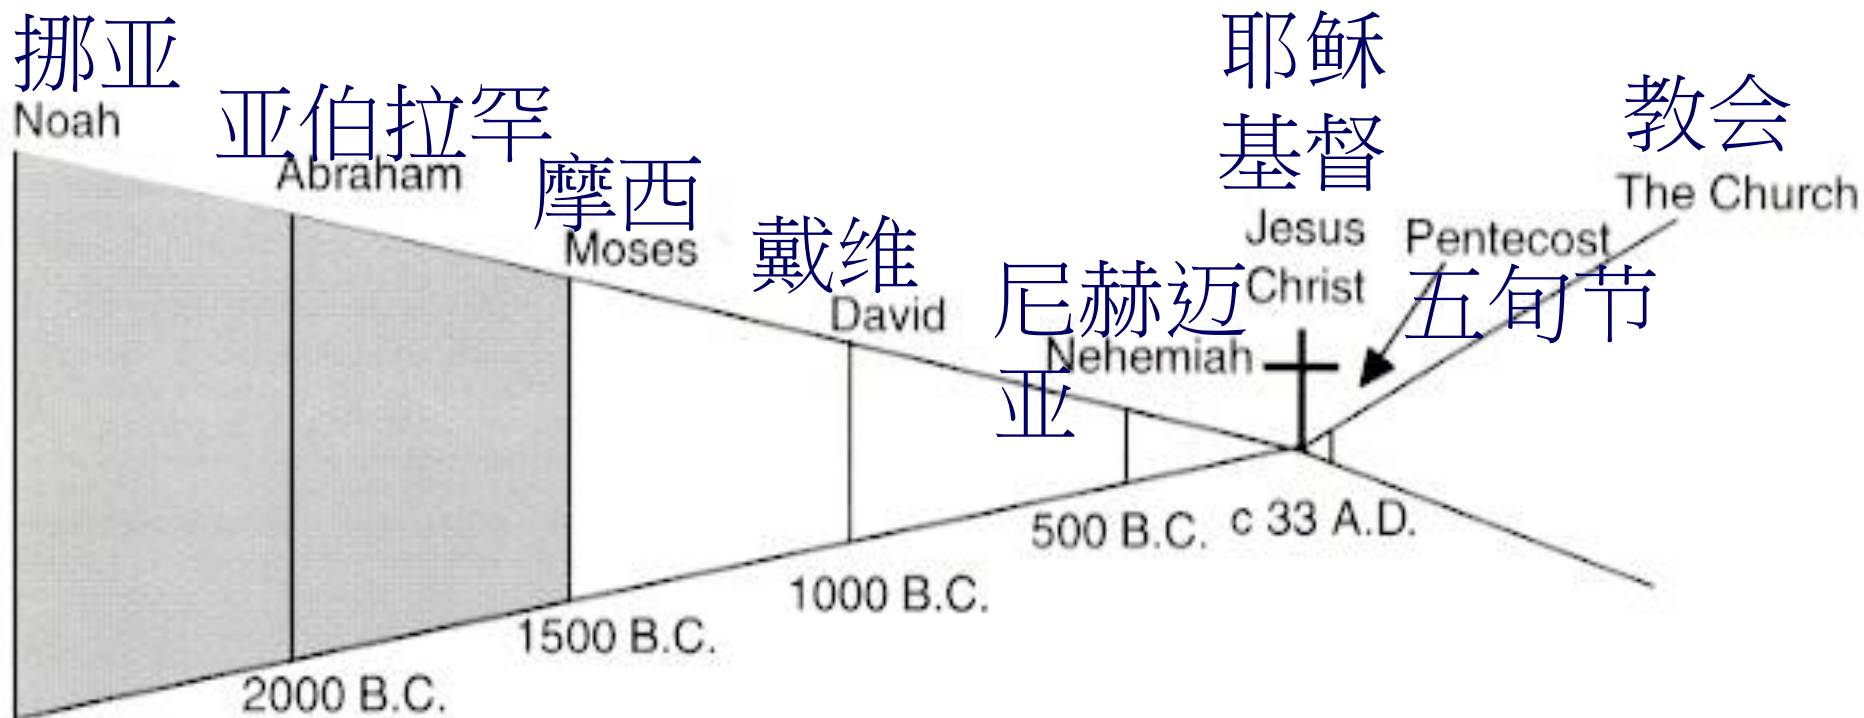 挪亚
Noah
亚伯拉罕
Abraham
摩西
Moses
戴维
David
尼赫迈
亚
Nehemiah
耶稣
基督
Jesus
Christ
Pentecost
五旬节
教会
The Church
2000 B.C.
1500 B.C.
1000 B.C.
500 B.C.
c 33 A.D.